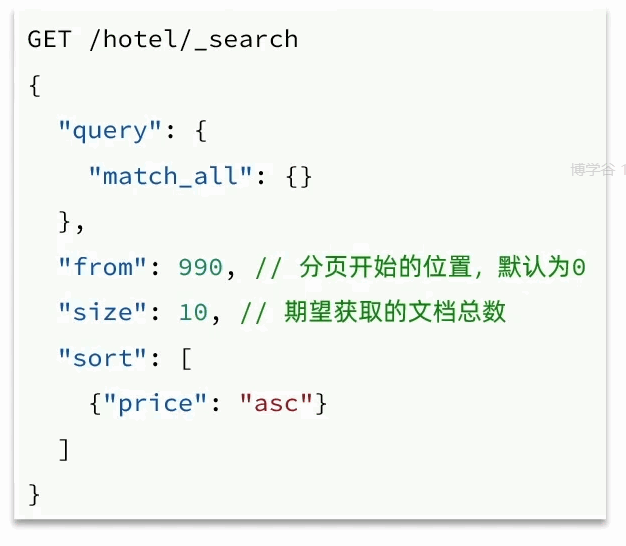 GET /hotel/_search
{
  "query": {
    "match_all": {}
  },
  "from": 990, // 分页开始的位置，默认为0
  "size": 10, // 期望获取的文档总数
  "sort": [
    {"price": "asc"}
  ]
}
博学谷 1